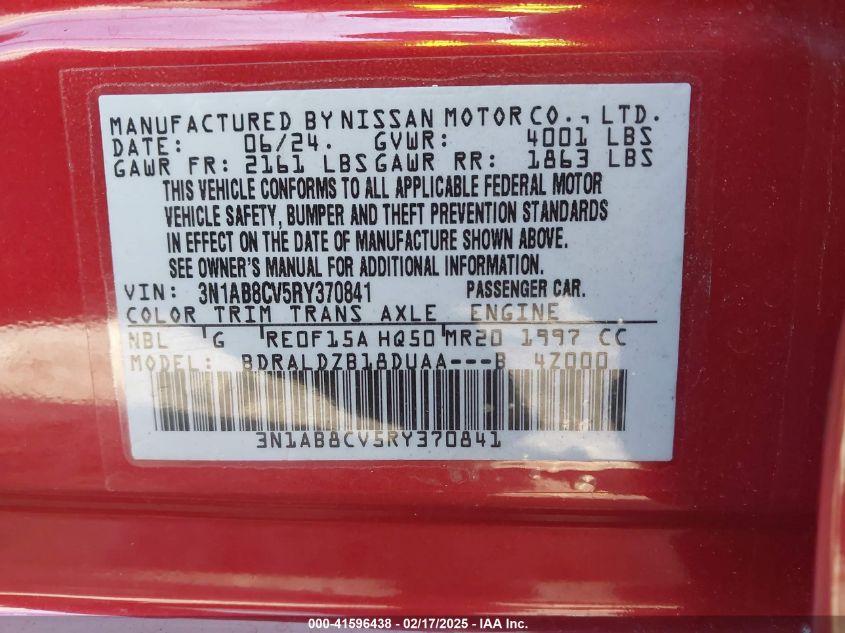 MANUFACTURED BY NISSAN MOTOR CO., LTD.
DATE: 06/24. GVWR: 4001 LBS
GAWR FR: 2161 LBS GAWR RR: 1863 LBS
THIS VEHICLE CONFORMS TO ALL APPLICABLE FEDERAL MOTOR
VEHICLE SAFETY, BUMPER AND THEFT PREVENTION STANDARDS
IN EFFECT ON THE DATE OF MANUFACTURE SHOWN ABOVE.
SEE OWNER'S MANUAL FOR ADDITIONAL INFORMATION.
VIN: 3N1AB8CV5RY370841 PASSENGER CAR.
COLOR TRIM TRANS AXLE ENGINE
NBL G RE0F15A HQ50 MR20 1997 CC
MODEL: BDRALDZB18DUAA---B 4Z000
3N1AB8CV5RY370841
000-41596438 - 02/17/2025 - IAA Inc.